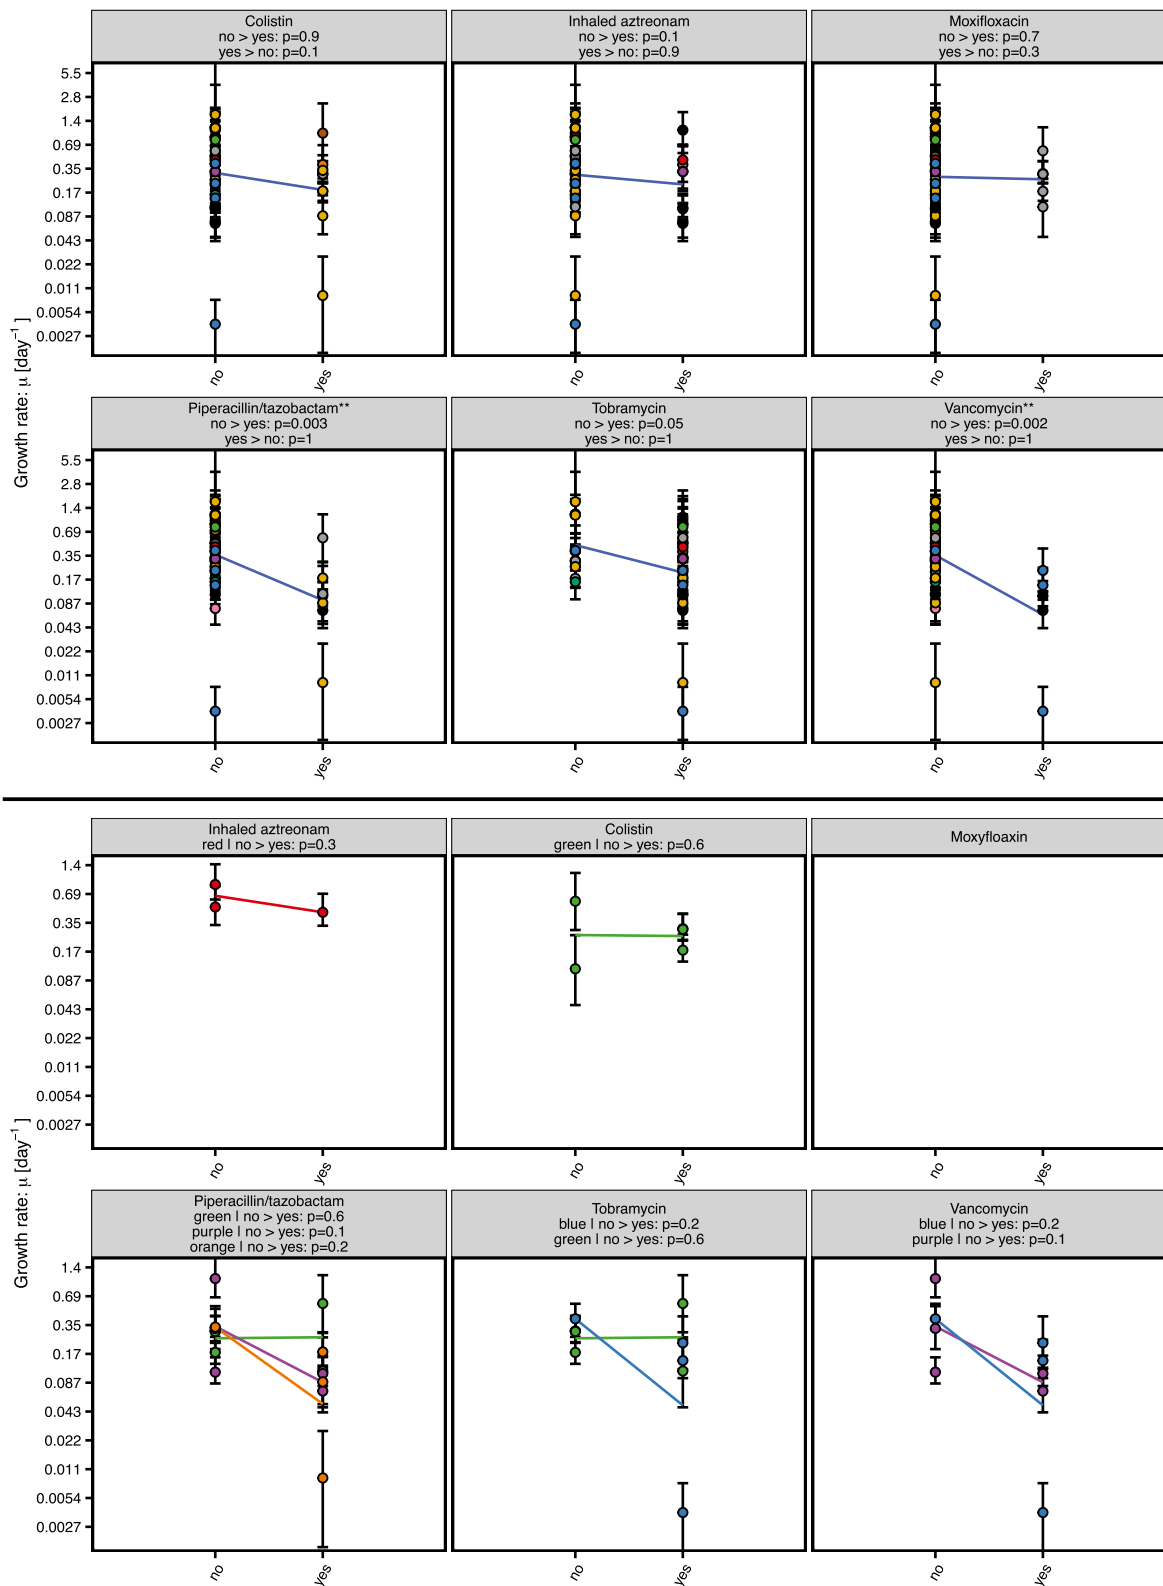 Colistin
no > yes: p=0.9
yes > no: p=0.1
Inhaled aztreonam
no > yes: p=0.1
yes > no: p=0.9
Moxifloxacin
no > yes: p=0.7
yes > no: p=0.3
Growth rate: μ [day⁻¹ ]
5.5
2.8
1.4
0.69
0.35
0.17
0.087
0.043
0.022
0.011
0.0054
0.0027
no
yes
no
yes
no
yes
Piperacillin/tazobactam**
no > yes: p=0.003
yes > no: p=1
Tobramycin
no > yes: p=0.05
yes > no: p=1
Vancomycin**
no > yes: p=0.002
yes > no: p=1
5.5
2.8
1.4
0.69
0.35
0.17
0.087
0.043
0.022
0.011
0.0054
0.0027
no
yes
no
yes
no
yes
Inhaled aztreonam
red | no > yes: p=0.3
Colistin
green | no > yes: p=0.6
Moxyfloaxin
Growth rate: μ [day⁻¹ ]
1.4
0.69
0.35
0.17
0.087
0.043
0.022
0.011
0.0054
0.0027
no
yes
no
yes
no
yes
Piperacillin/tazobactam
green | no > yes: p=0.6
purple | no > yes: p=0.1
orange | no > yes: p=0.2
Tobramycin
blue | no > yes: p=0.2
green | no > yes: p=0.6
Vancomycin
blue | no > yes: p=0.2
purple | no > yes: p=0.1
1.4
0.69
0.35
0.17
0.087
0.043
0.022
0.011
0.0054
0.0027
no
yes
no
yes
no
yes